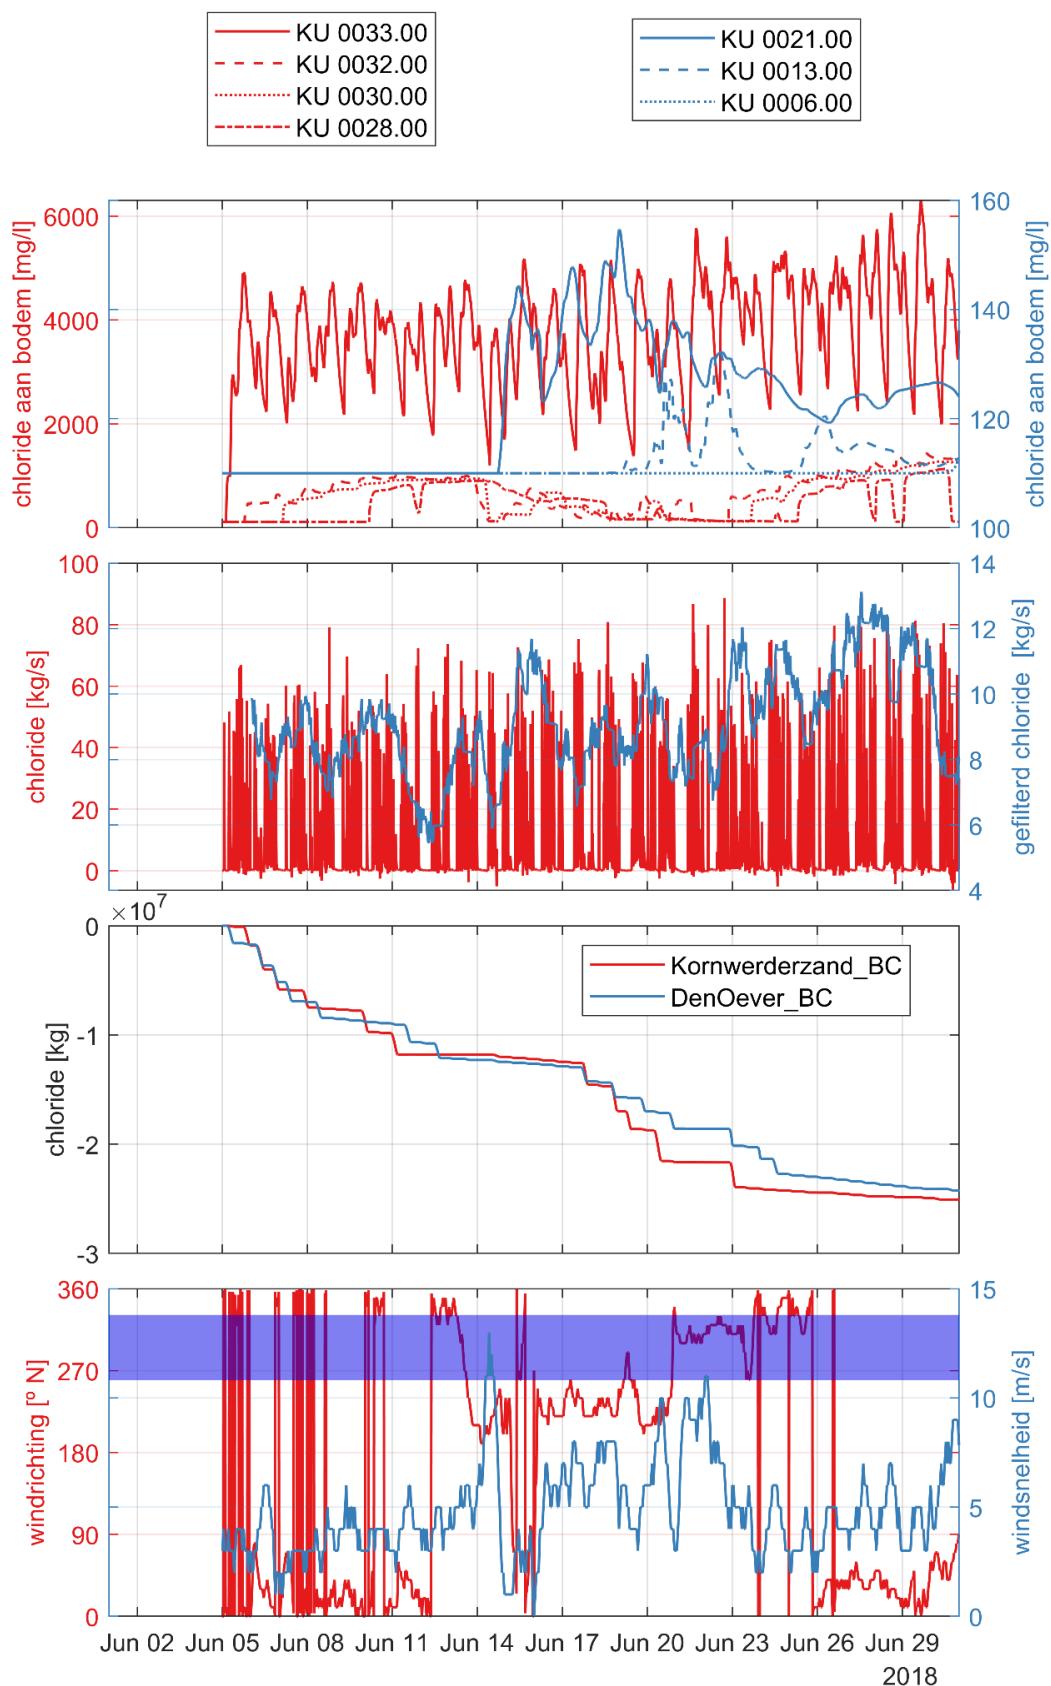 KU 0033.00
KU 0032.00
KU 0030.00
KU 0028.00
KU 0021.00
KU 0013.00
KU 0006.00
chloride aan bodem [mg/l]
6000
4000
2000
0
160
140
120
100
chloride aan bodem [mg/l]
chloride [kg/s]
100
80
60
40
20
0
14
12
10
8
6
4
gefilterd chloride [kg/s]
×10⁷
chloride [kg]
0
-1
-2
-3
Kornwerderzand_BC
DenOever_BC
windrichting [º N]
360
270
180
90
0
15
10
5
0
windsnelheid [m/s]
Jun 02 Jun 05 Jun 08 Jun 11 Jun 14 Jun 17 Jun 20 Jun 23 Jun 26 Jun 29
2018